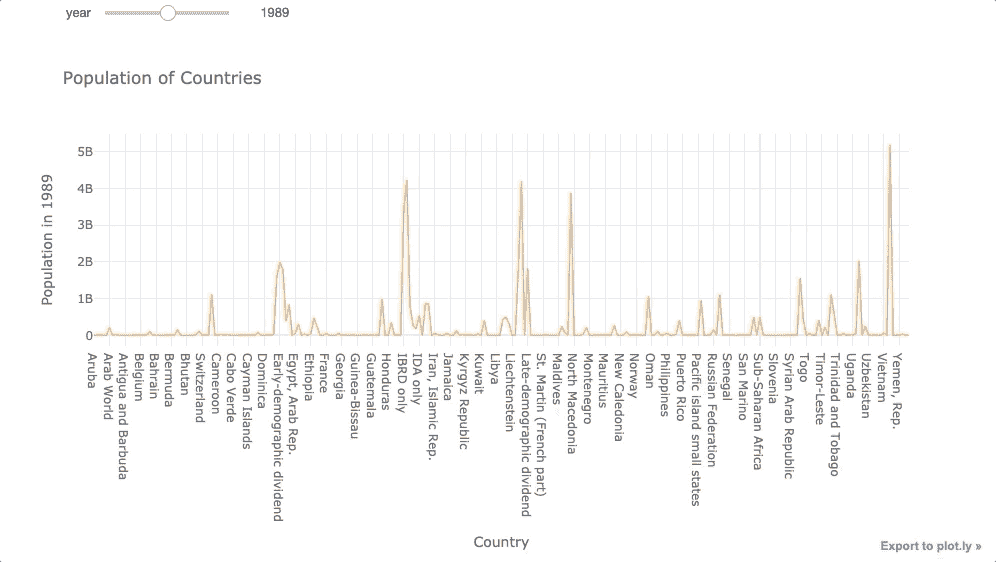 year 1989
Population of Countries
Population in 1989
5B
4B
3B
2B
1B
0
Aruba
Arab World
Antigua and Barbuda
Belgium
Bahrain
Bermuda
Bhutan
Switzerland
Cameroon
Cabo Verde
Cayman Islands
Dominica
Early-demographic dividend
Egypt, Arab Rep.
Ethiopia
France
Georgia
Guinea-Bissau
Guatemala
Honduras
IBRD only
IDA only
Iran, Islamic Rep.
Jamaica
Kyrgyz Republic
Kuwait
Libya
Liechtenstein
Late-demographic dividend
St. Martin (French part)
Maldives
North Macedonia
Montenegro
Mauritius
New Caledonia
Norway
Oman
Philippines
Puerto Rico
Pacific island small states
Russian Federation
Senegal
San Marino
Sub-Saharan Africa
Slovenia
Syrian Arab Republic
Togo
Timor-Leste
Trinidad and Tobago
Uganda
Uzbekistan
Vietnam
Yemen, Rep.
Country
Export to plot.ly »